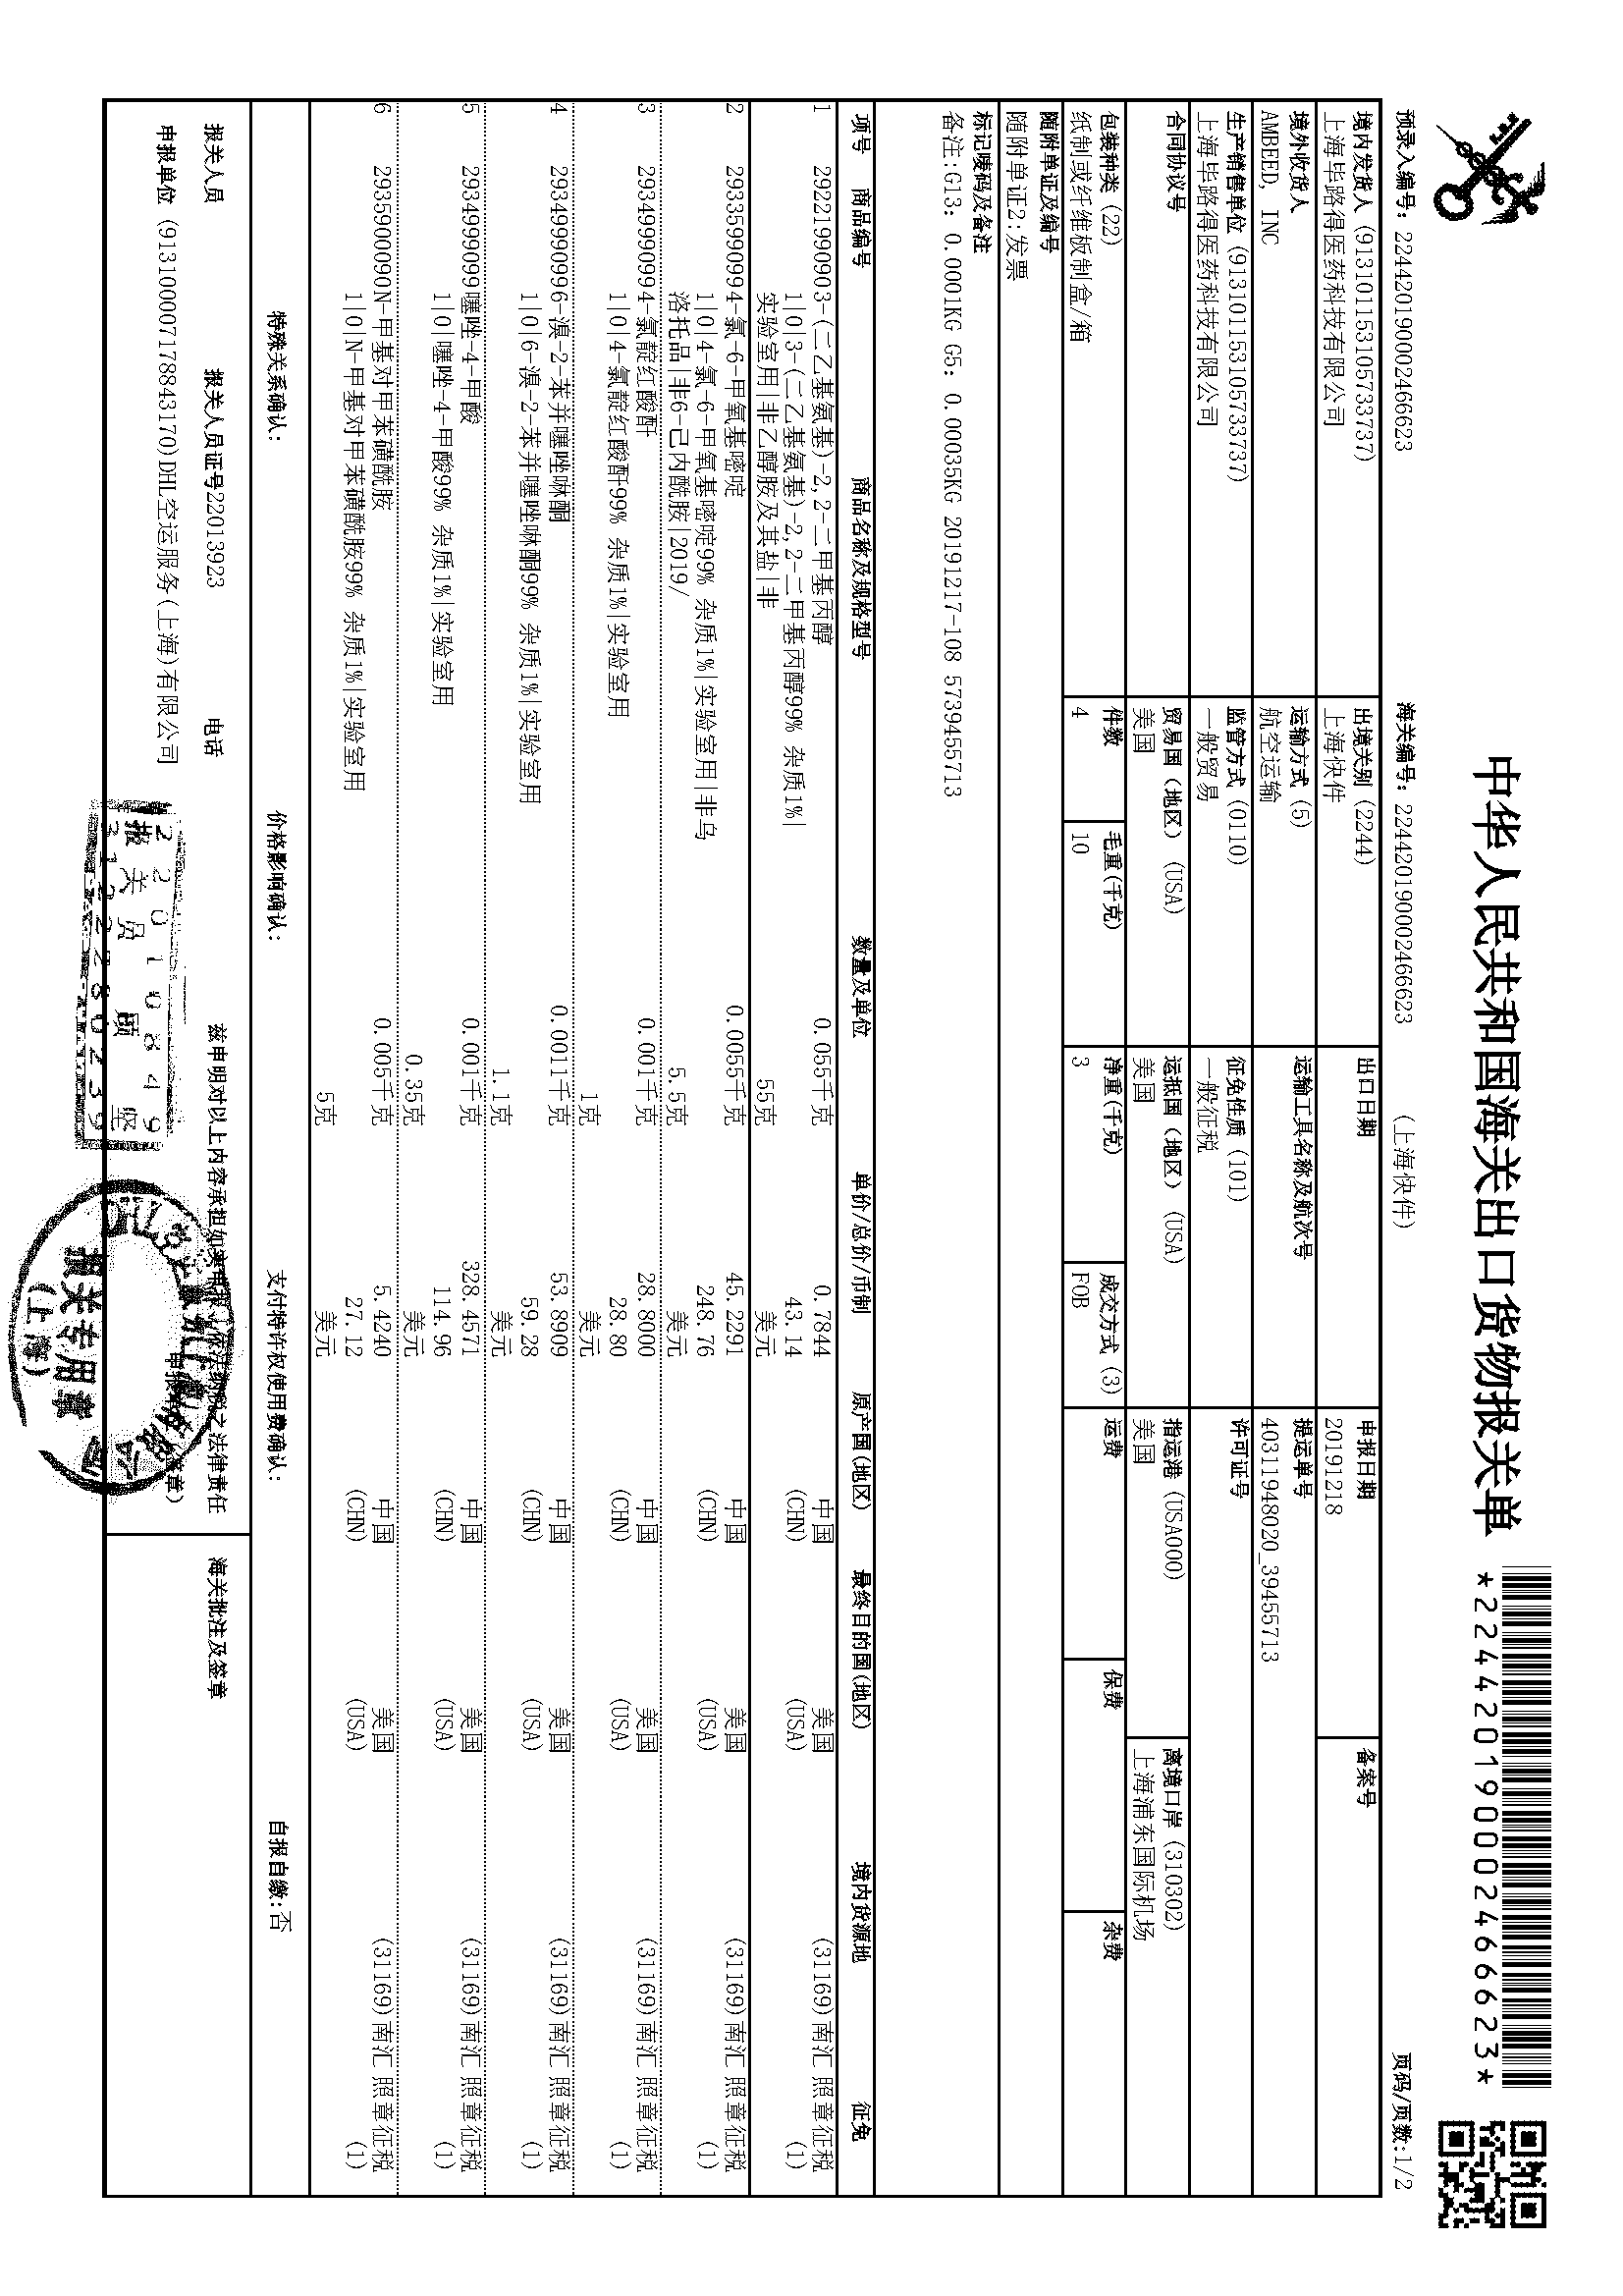 中华人民共和国海关出口货物报关单
*224420190002466623*
预录入编号：224420190002466623 海关编号：224420190002466623 (上海快件) 页码/页数:1/2
境内发货人 (913101153105733737) 出境关别 (2244) 出口日期 申报日期 备案号
上海毕路得医药科技有限公司 上海快件 20191218
境外收货人 运输方式 (5) 运输工具名称及航次号 提运单号
AMBEED, INC 航空运输 40311948020_39455713
生产销售单位 (913101153105733737) 监管方式 (0110) 征免性质 (101) 许可证号
上海毕路得医药科技有限公司 一般贸易 一般征税
合同协议号 贸易国 (地区) (USA) 运抵国 (地区) (USA) 指运港 (USA000) 离境口岸 (310302)
美国 美国 美国 上海浦东国际机场
包装种类 (22) 件数 毛重(千克) 净重(千克) 成交方式 (3) 运费 保费 杂费
纸制或纤维板制盒/箱 4 10 3 FOB
随附单证及编号
随附单证2:发票
标记唛码及备注
备注:G13: 0.0001KG G5: 0.00035KG 20191217-108 5739455713
项号 商品编号 商品名称及规格型号 数量及单位 单价/总价/币制 原产国(地区) 最终目的国(地区) 境内货源地 征免
1 29221990903-(二乙基氨基)-2,2-二甲基丙醇 0.055千克 0.7844 中国 美国 (31169)南汇 照章征税
1|0|3-(二乙基氨基)-2,2-二甲基丙醇99% 杂质1%| 43.14 (CHN) (USA) (1)
实验室用|非乙醇胺及其盐|非 55克 美元
2 29335990994-氯-6-甲氧基嘧啶 0.0055千克 45.2291 中国 美国 (31169)南汇 照章征税
1|0|4-氯-6-甲氧基嘧啶99% 杂质1%|实验室用|非乌 248.76 (CHN) (USA) (1)
洛托品|非6-己内酰胺|2019/ 5.5克 美元
3 29349990994-氯靛红酸酐 0.001千克 28.8000 中国 美国 (31169)南汇 照章征税
1|0|4-氯靛红酸酐99% 杂质1%|实验室用 28.80 (CHN) (USA) (1)
1克 美元
4 29349990996-溴-2-苯并噻唑啉酮 0.0011千克 53.8909 中国 美国 (31169)南汇 照章征税
1|0|6-溴-2-苯并噻唑啉酮99% 杂质1%|实验室用 59.28 (CHN) (USA) (1)
1.1克 美元
5 2934999099噻唑-4-甲酸 0.001千克 328.4571 中国 美国 (31169)南汇 照章征税
1|0|噻唑-4-甲酸99% 杂质1%|实验室用 114.96 (CHN) (USA) (1)
0.35克 美元
6 2935900090N-甲基对甲苯磺酰胺 0.005千克 5.4240 中国 美国 (31169)南汇 照章征税
1|0|N-甲基对甲苯磺酰胺99% 杂质1%|实验室用 27.12 (CHN) (USA) (1)
5克 美元
特殊关系确认： 价格影响确认： 支付特许权使用费确认： 自报自缴:否
报关人员 报关人员证号22013923 电话 兹申明对以上内容承担如实申报、依法纳税之法律责任 海关批注及签章
申报单位 (91310000717884317O)DHL空运服务(上海)有限公司
报关员
报关专用章
(上海)